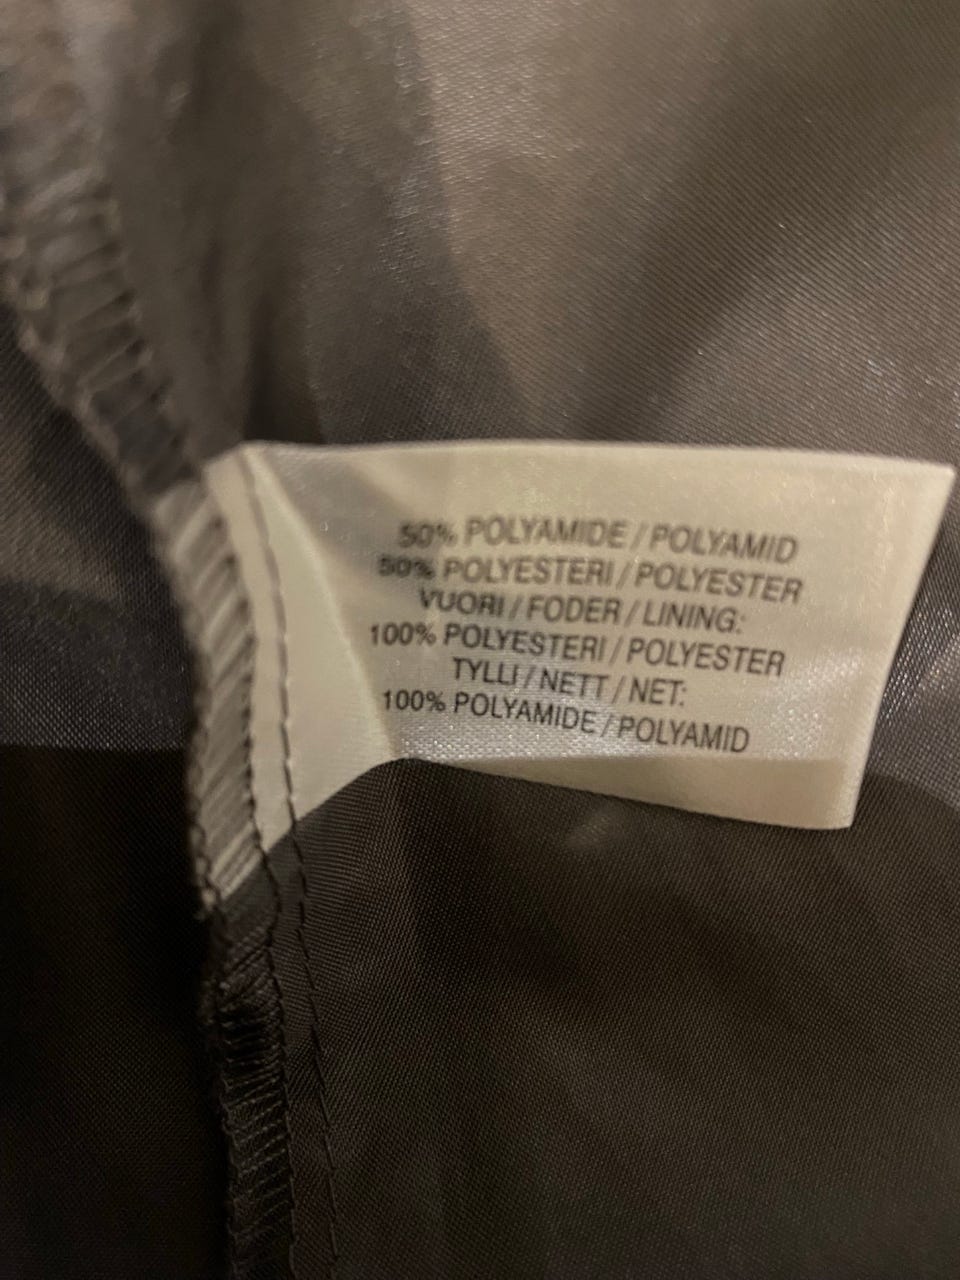 50% POLYAMIDE / POLYAMID
50% POLYESTERI / POLYESTER
VUORI / FODER / LINING:
100% POLYESTERI / POLYESTER
TYLLI / NETT / NET:
100% POLYAMIDE / POLYAMID